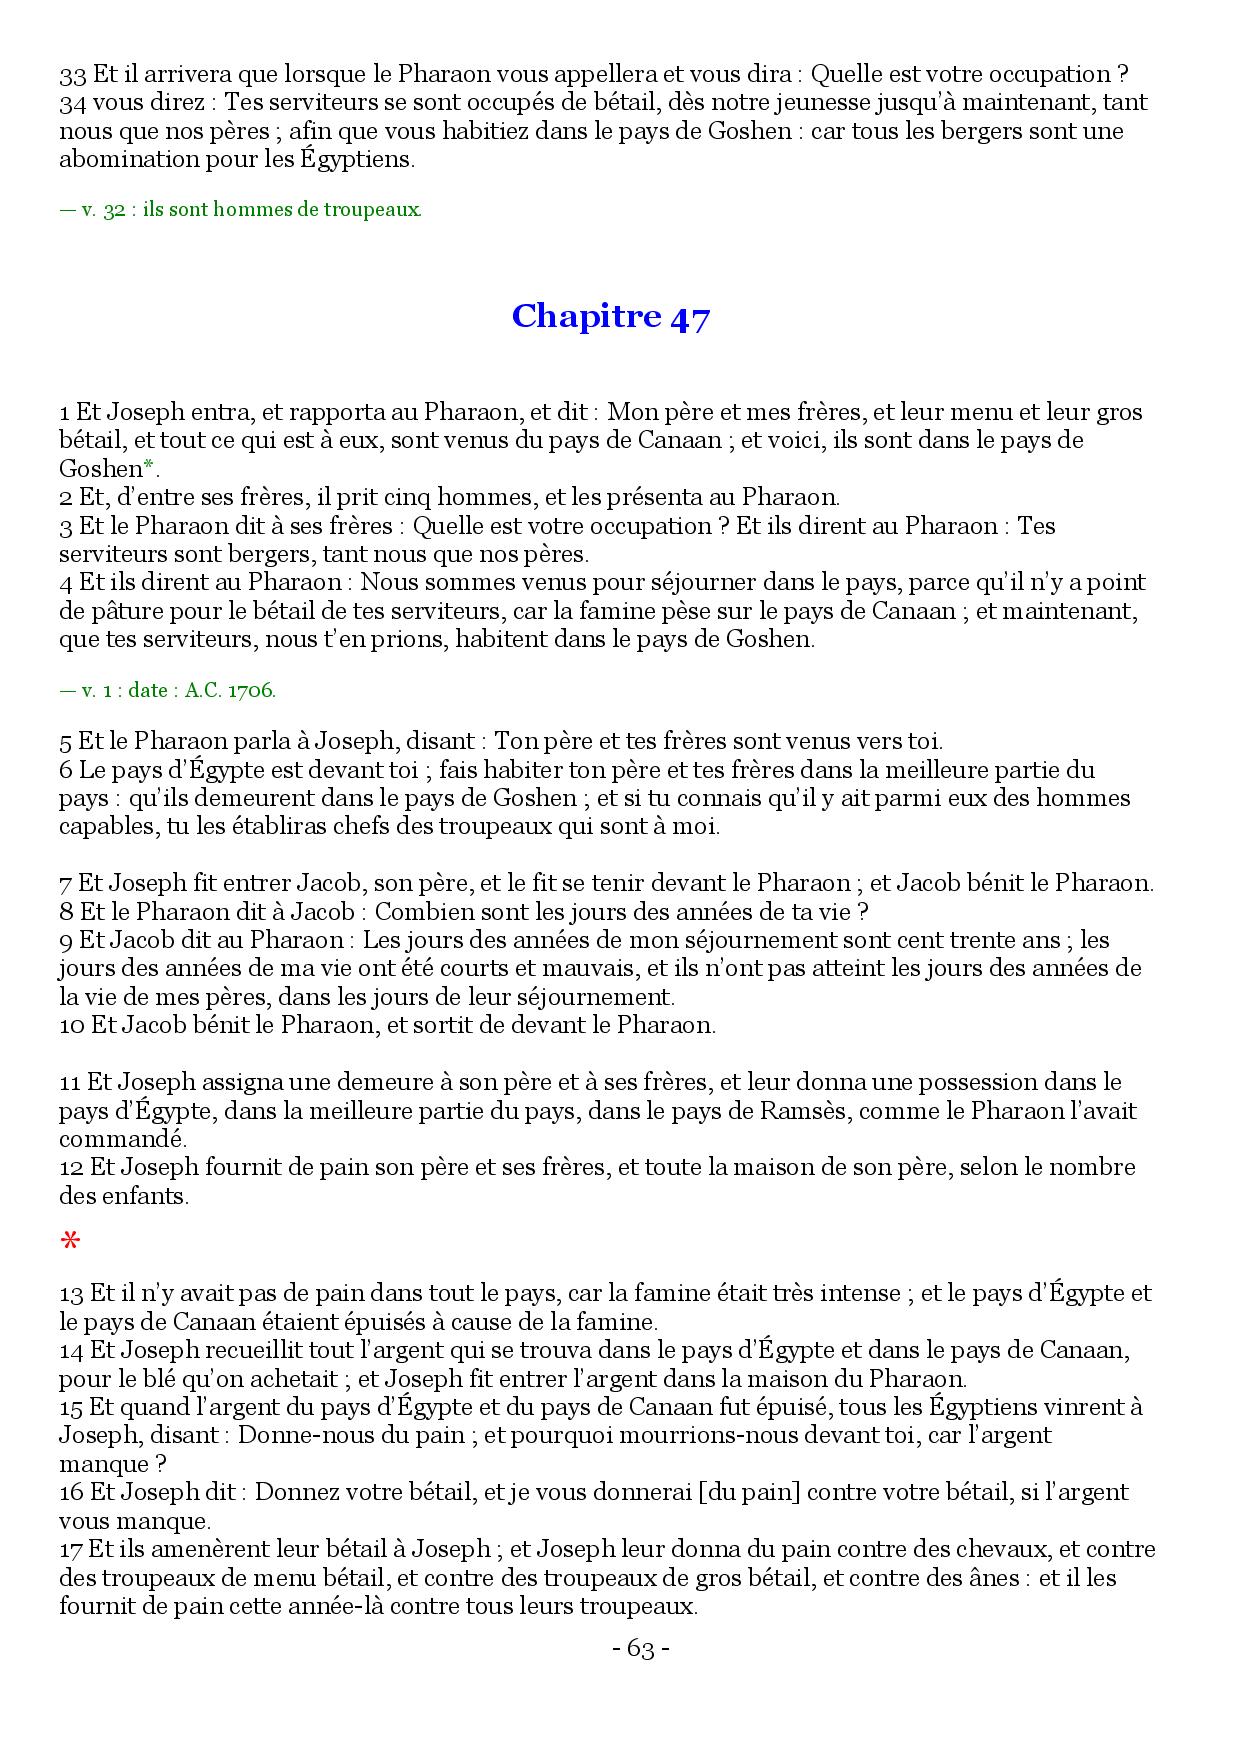 33 Et il arrivera que lorsque le Pharaon vous appellera et vous dira : Quelle est votre occupation ?
34 vous direz : Tes serviteurs se sont occupés de bétail, dès notre jeunesse jusqu’à maintenant, tant
nous que nos pères ; afin que vous habitiez dans le pays de Goshen : car tous les bergers sont une
abomination pour les Égyptiens.
— v. 32 : ils sont hommes de troupeaux.
Chapitre 47
1 Et Joseph entra, et rapporta au Pharaon, et dit : Mon père et mes frères, et leur menu et leur gros
bétail, et tout ce qui est à eux, sont venus du pays de Canaan ; et voici, ils sont dans le pays de
Goshen*.
2 Et, d’entre ses frères, il prit cinq hommes, et les présenta au Pharaon.
3 Et le Pharaon dit à ses frères : Quelle est votre occupation ? Et ils dirent au Pharaon : Tes
serviteurs sont bergers, tant nous que nos pères.
4 Et ils dirent au Pharaon : Nous sommes venus pour séjourner dans le pays, parce qu’il n’y a point
de pâture pour le bétail de tes serviteurs, car la famine pèse sur le pays de Canaan ; et maintenant,
que tes serviteurs, nous t’en prions, habitent dans le pays de Goshen.
— v. 1 : date : A.C. 1706.
5 Et le Pharaon parla à Joseph, disant : Ton père et tes frères sont venus vers toi.
6 Le pays d’Égypte est devant toi ; fais habiter ton père et tes frères dans la meilleure partie du
pays : qu’ils demeurent dans le pays de Goshen ; et si tu connais qu’il y ait parmi eux des hommes
capables, tu les établiras chefs des troupeaux qui sont à moi.
7 Et Joseph fit entrer Jacob, son père, et le fit se tenir devant le Pharaon ; et Jacob bénit le Pharaon.
8 Et le Pharaon dit à Jacob : Combien sont les jours des années de ta vie ?
9 Et Jacob dit au Pharaon : Les jours des années de mon séjournement sont cent trente ans ; les
jours des années de ma vie ont été courts et mauvais, et ils n’ont pas atteint les jours des années de
la vie de mes pères, dans les jours de leur séjournement.
10 Et Jacob bénit le Pharaon, et sortit de devant le Pharaon.
11 Et Joseph assigna une demeure à son père et à ses frères, et leur donna une possession dans le
pays d’Égypte, dans la meilleure partie du pays, dans le pays de Ramsès, comme le Pharaon l’avait
commandé.
12 Et Joseph fournit de pain son père et ses frères, et toute la maison de son père, selon le nombre
des enfants.
*
13 Et il n’y avait pas de pain dans tout le pays, car la famine était très intense ; et le pays d’Égypte et
le pays de Canaan étaient épuisés à cause de la famine.
14 Et Joseph recueillit tout l’argent qui se trouva dans le pays d’Égypte et dans le pays de Canaan,
pour le blé qu’on achetait ; et Joseph fit entrer l’argent dans la maison du Pharaon.
15 Et quand l’argent du pays d’Égypte et du pays de Canaan fut épuisé, tous les Égyptiens vinrent à
Joseph, disant : Donne-nous du pain ; et pourquoi mourrions-nous devant toi, car l’argent
manque ?
16 Et Joseph dit : Donnez votre bétail, et je vous donnerai [du pain] contre votre bétail, si l’argent
vous manque.
17 Et ils amenèrent leur bétail à Joseph ; et Joseph leur donna du pain contre des chevaux, et contre
des troupeaux de menu bétail, et contre des troupeaux de gros bétail, et contre des ânes : et il les
fournit de pain cette année-là contre tous leurs troupeaux.
- 63 -